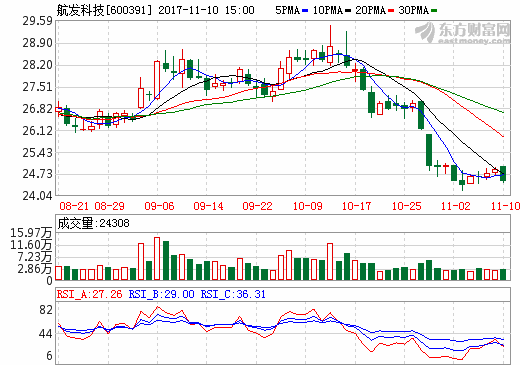 航发科技[600391] 2017-11-10 15:00 5PMA 10PMA 20PMA 30PMA
东方财富网
eastmoney.com
29.59
28.90
28.20
27.51
26.82
26.12
25.43
24.73
24.04
08-21 08-29 09-06 09-14 09-22 10-09 10-17 10-25 11-02 11-10
成交量:24308
15.97万
11.60万
7.23万
2.86万
0
RSI_A:27.26 RSI_B:29.00 RSI_C:36.31
82
44
6